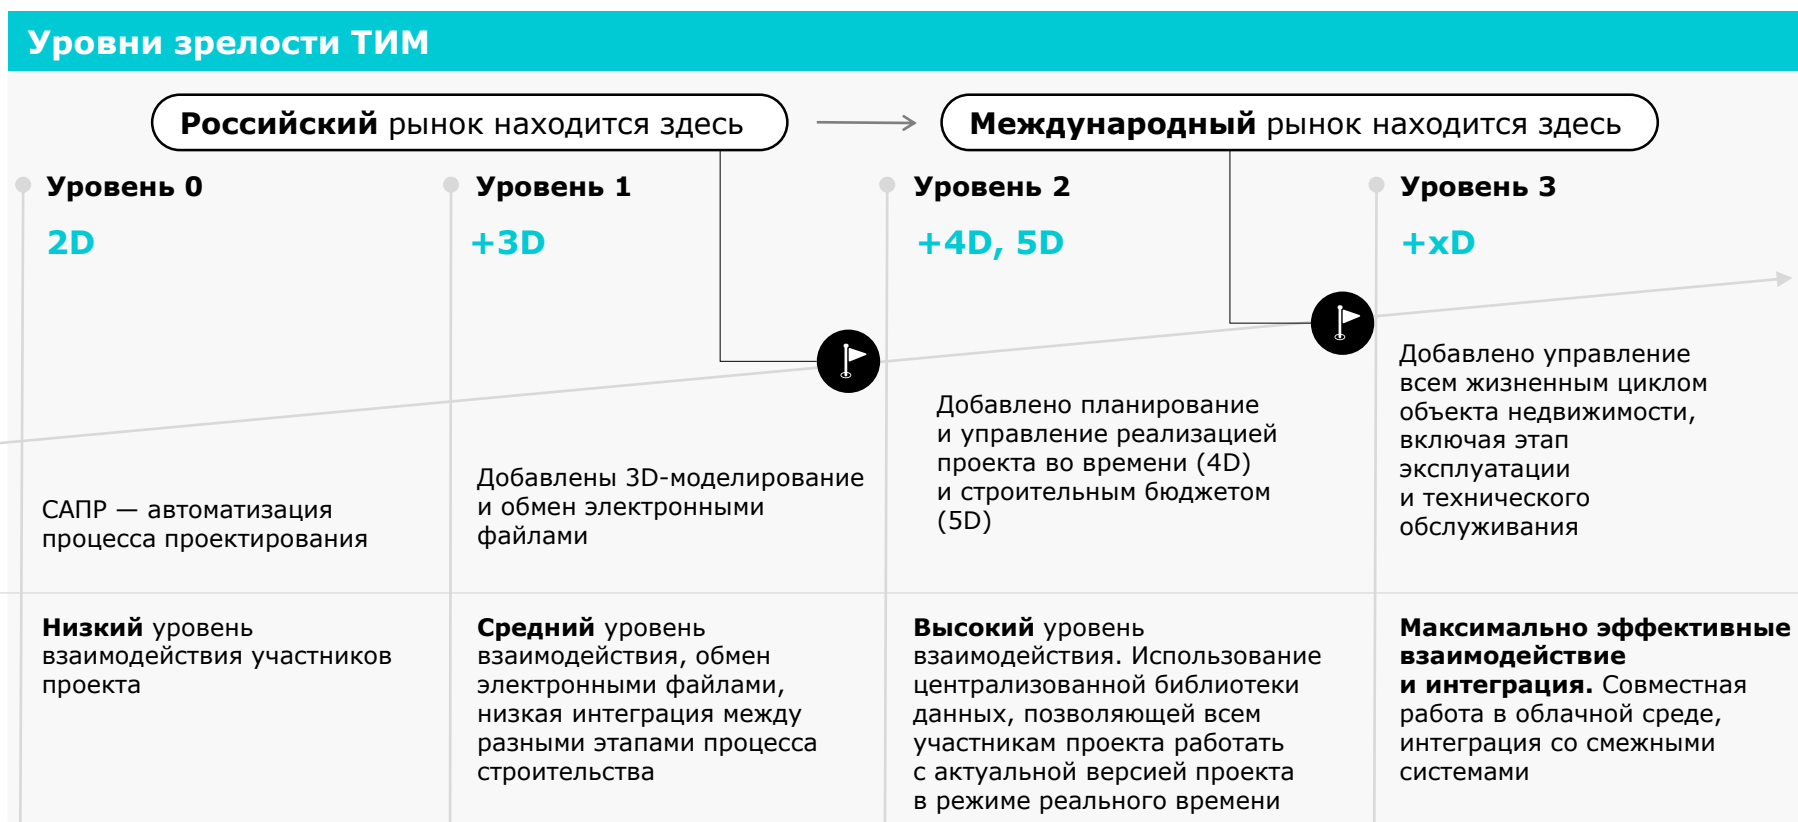 Уровни зрелости ТИМ
Российский рынок находится здесь
Международный рынок находится здесь
Уровень 0
2D
САПР — автоматизация
процесса проектирования
Низкий уровень
взаимодействия участников
проекта
Уровень 1
+3D
Добавлены 3D-моделирование
и обмен электронными
файлами
Средний уровень
взаимодействия, обмен
электронными файлами,
низкая интеграция между
разными этапами процесса
строительства
Уровень 2
+4D, 5D
Добавлено планирование
и управление реализацией
проекта во времени (4D)
и строительным бюджетом
(5D)
Высокий уровень
взаимодействия. Использование
централизованной библиотеки
данных, позволяющей всем
участникам проекта работать
с актуальной версией проекта
в режиме реального времени
Уровень 3
+xD
Добавлено управление
всем жизненным циклом
объекта недвижимости,
включая этап
эксплуатации
и технического
обслуживания
Максимально эффективные
взаимодействие
и интеграция. Совместная
работа в облачной среде,
интеграция со смежными
системами